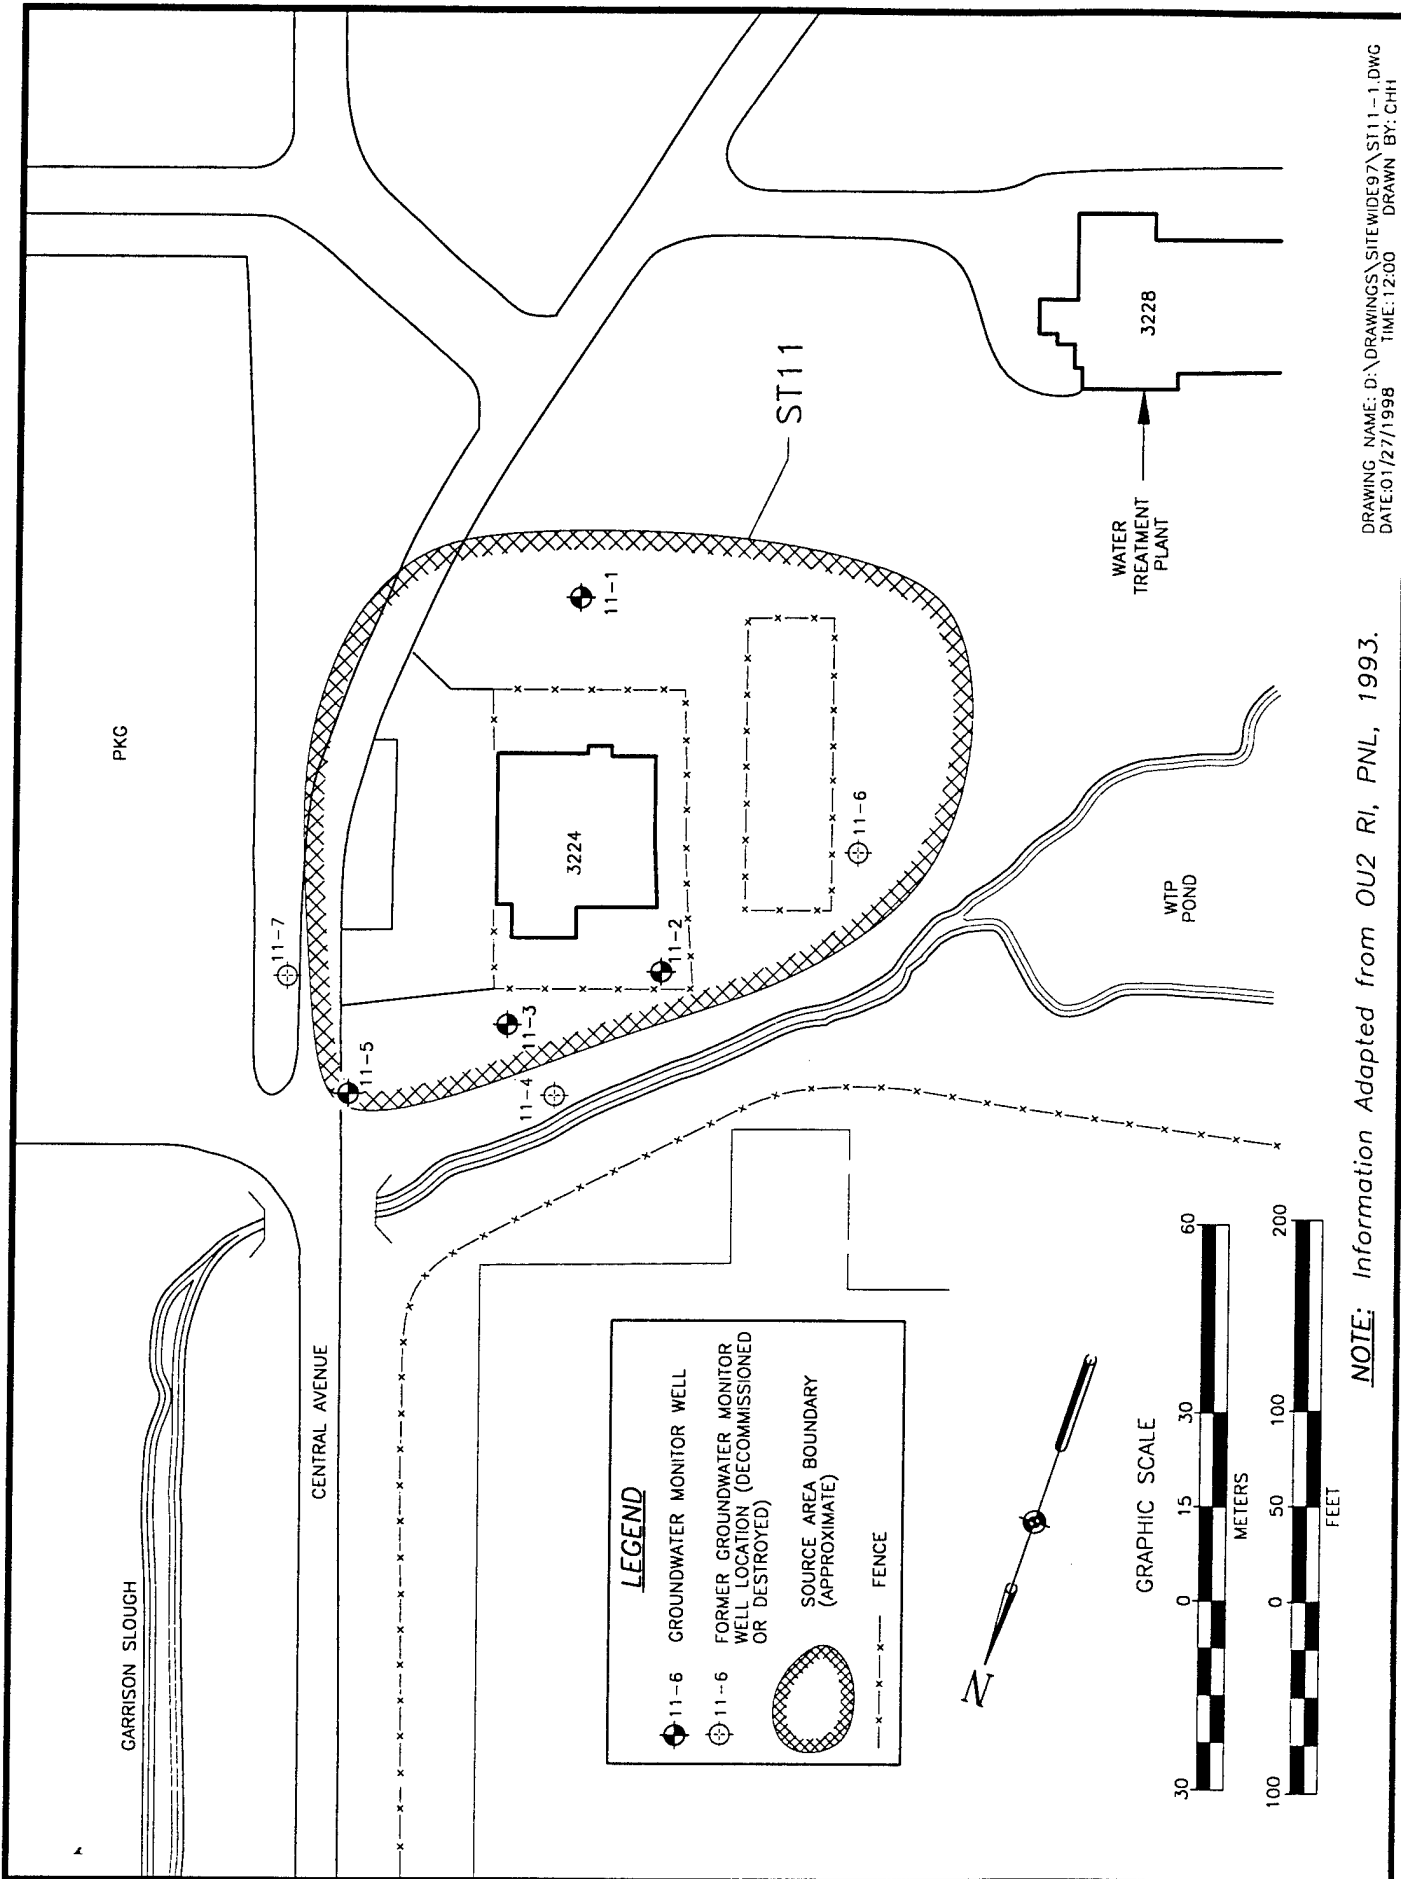 GARRISON SLOUGH
CENTRAL AVENUE
PKG
11-7
11-5
11-3
11-4
11-2
11-1
11-6
3224
ST11
3228
WATER
TREATMENT
PLANT
WTP
POND
LEGEND
11-6 GROUNDWATER MONITOR WELL
11-6 FORMER GROUNDWATER MONITOR
WELL LOCATION (DECOMMISSIONED
OR DESTROYED)
SOURCE AREA BOUNDARY
(APPROXIMATE)
FENCE
N
GRAPHIC SCALE
30 0 15 30 60
METERS
100 0 50 100 200
FEET
NOTE: Information Adapted from OU2 RI, PNL, 1993.
DRAWING NAME: D:\DRAWINGS\SITEWIDE97\ST11-1.DWG
DATE:01/27/1998 TIME:12:00 DRAWN BY: CHH